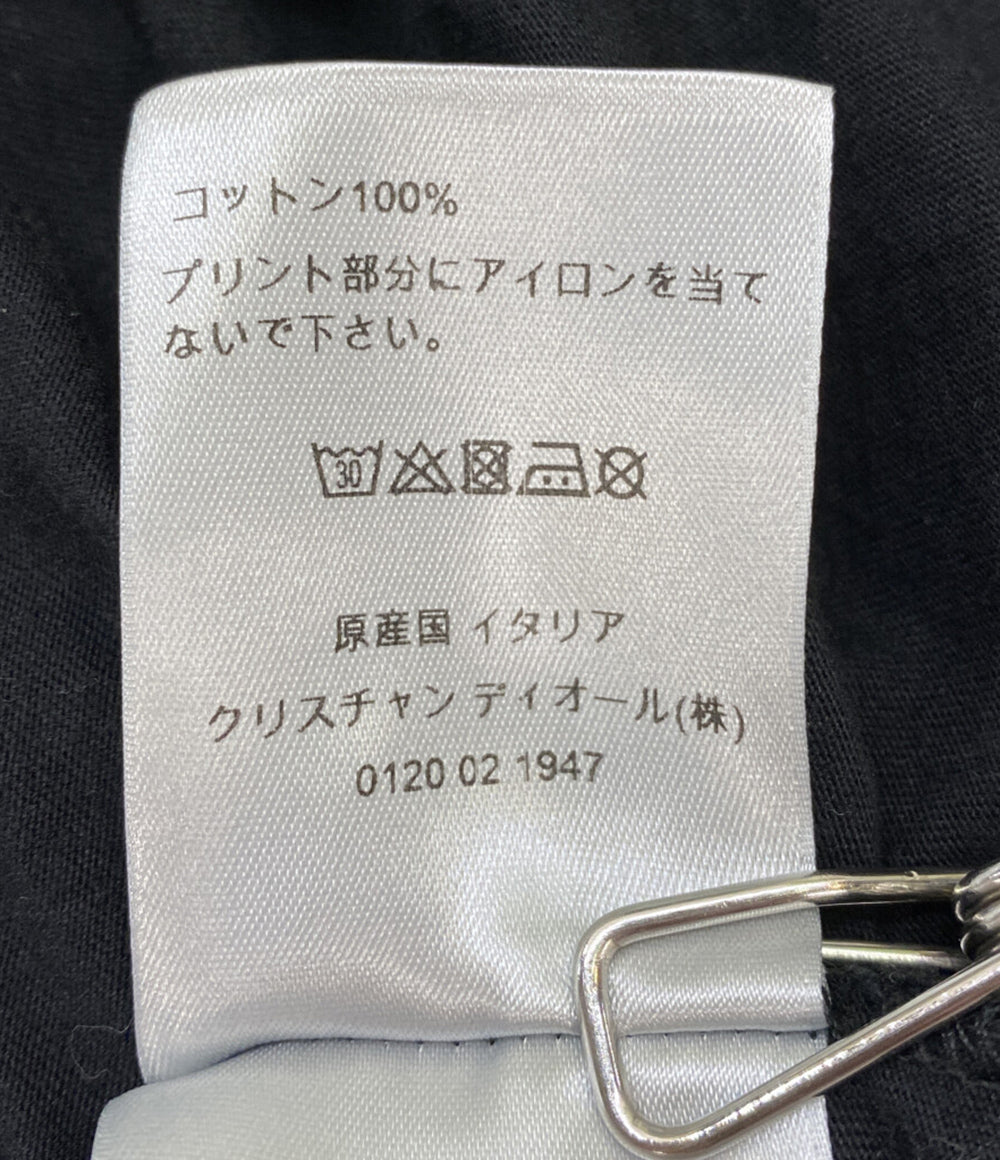 コットン100%
プリント部分にアイロンを当て
ないで下さい。
30
原産国 イタリア
クリスチャン ディオール(株)
0120 02 1947